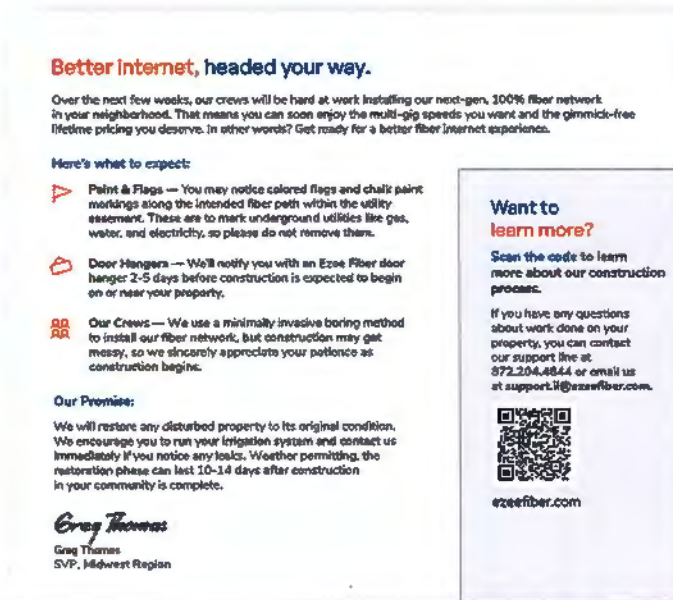 Better internet, headed your way.
Over the next few weeks, our crews will be hard at work installing our next-gen, 100% fiber network
in your neighborhood. That means you can soon enjoy the multi-gig speeds you want and the gimmick-free
lifetime pricing you deserve. In other words? Get ready for a better fiber internet experience.
Here's what to expect:
Paint & Flags — You may notice colored flags and chalk paint
markings along the intended fiber path within the utility
easement. These are to mark underground utilities like gas,
water, and electricity, so please do not remove them.
Door Hangers — We'll notify you with an Ezee Fiber door
hanger 2-5 days before construction is expected to begin
on or near your property.
Our Crews — We use a minimally invasive boring method
to install our fiber network, but construction may get
messy, so we sincerely appreciate your patience as
construction begins.
Our Promise:
We will restore any disturbed property to its original condition.
We encourage you to run your irrigation system and contact us
immediately if you notice any leaks. Weather permitting, the
restoration phase can last 10-14 days after construction
in your community is complete.
Greg Thomas
Greg Thomas
SVP, Midwest Region
Want to
learn more?
Scan the code to learn
more about our construction
process.
If you have any questions
about work done on your
property, you can contact
our support line at
872.204.4844 or email us
at support.il@ezeefiber.com.
ezeefiber.com